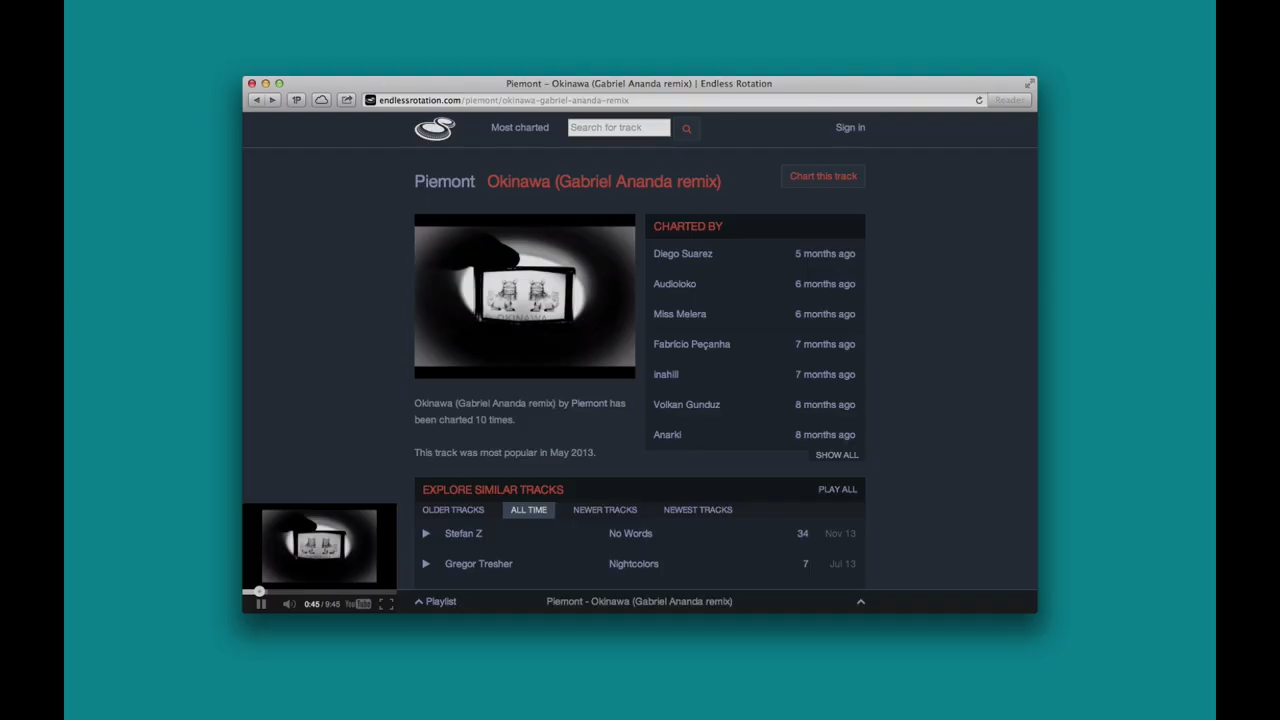 Piemont – Okinawa (Gabriel Ananda remix) | Endless Rotation
1P
endlessrotation.com/piemont/okinawa-gabriel-ananda-remix
Reader
Most charted
Search for track
Sign in
Piemont Okinawa (Gabriel Ananda remix)
Chart this track
OKINAWA
Okinawa (Gabriel Ananda remix) by Piemont has
been charted 10 times.
This track was most popular in May 2013.
CHARTED BY
Diego Suarez 5 months ago
Audioloko 6 months ago
Miss Melera 6 months ago
Fabrício Peçanha 7 months ago
inahill 7 months ago
Volkan Gunduz 8 months ago
Anarki 8 months ago
SHOW ALL
EXPLORE SIMILAR TRACKS PLAY ALL
OLDER TRACKS ALL TIME NEWER TRACKS NEWEST TRACKS
Stefan Z No Words 34 Nov 13
Gregor Tresher Nightcolors 7 Jul 13
0:45 / 9:45 YouTube
Playlist Piemont - Okinawa (Gabriel Ananda remix)